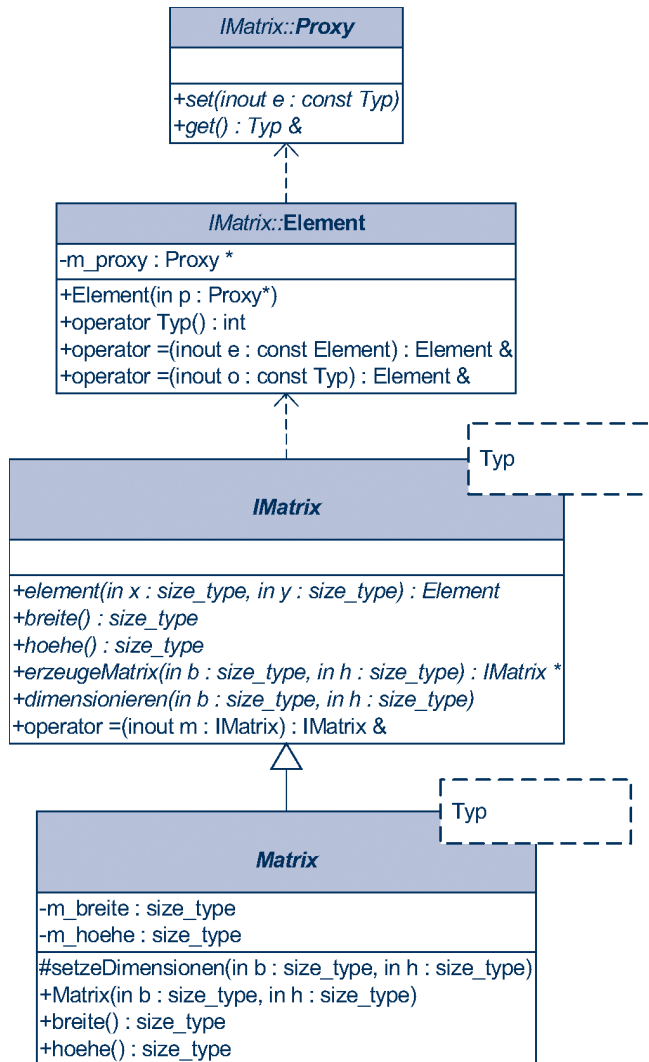 IMatrix::Proxy
+set(inout e : const Typ)
+get() : Typ &
IMatrix::Element
-m_proxy : Proxy *
+Element(in p : Proxy*)
+operator Typ() : int
+operator =(inout e : const Element) : Element &
+operator =(inout o : const Typ) : Element &
Typ
IMatrix
+element(in x : size_type, in y : size_type) : Element
+breite() : size_type
+hoehe() : size_type
+erzeugeMatrix(in b : size_type, in h : size_type) : IMatrix *
+dimensionieren(in b : size_type, in h : size_type)
+operator =(inout m : IMatrix) : IMatrix &
Typ
Matrix
-m_breite : size_type
-m_hoehe : size_type
#setzeDimensionen(in b : size_type, in h : size_type)
+Matrix(in b : size_type, in h : size_type)
+breite() : size_type
+hoehe() : size_type